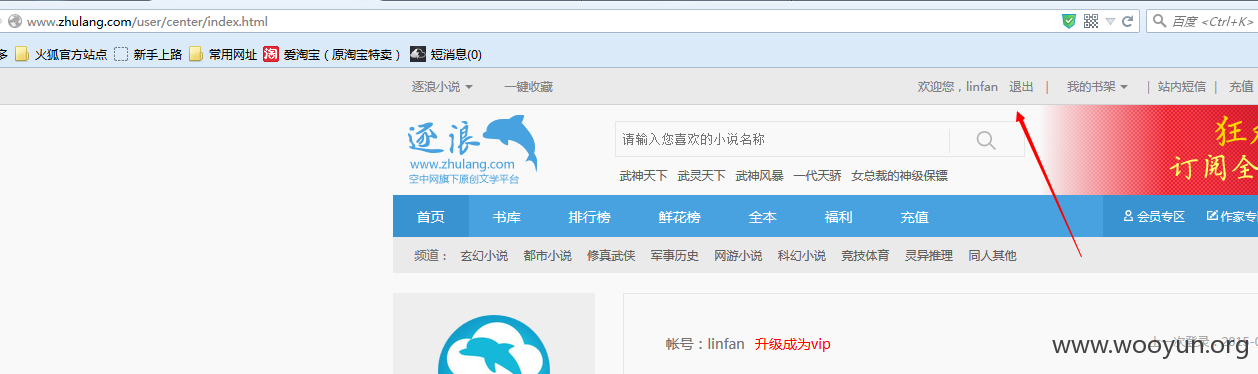 www.zhulang.com/user/center/index.html
百度 <Ctrl+K>
多 火狐官方站点 新手上路 常用网址 淘 爱淘宝（原淘宝特卖） 短消息(0)
逐浪小说 一键收藏 欢迎您，linfan 退出 | 我的书架 | 站内短信 | 充值
逐浪
www.zhulang.com
空中网旗下原创文学平台
请输入您喜欢的小说名称
武神天下 武灵天下 武神风暴 一代天骄 女总裁的神级保镖
订阅全
首页 书库 排行榜 鲜花榜 全本 福利 充值 会员专区 作家专
频道： 玄幻小说 都市小说 修真武侠 军事历史 网游小说 科幻小说 竞技体育 灵异推理 同人其他
帐号：linfan 升级成为vip
www.wooyun.org